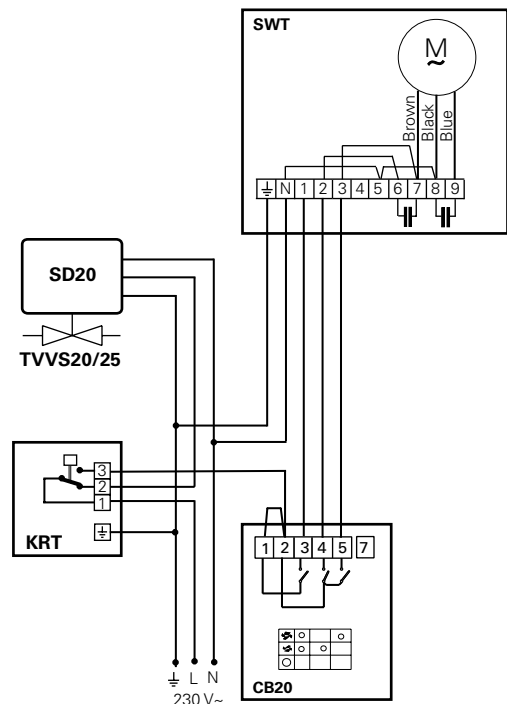 SWT
M
~
Brown
Black
Blue
N 1 2 3 4 5 6 7 8 9
SD20
TVVS20/25
3
2
1
KRT
1 2 3 4 5 7
L N
230 V~
CB20